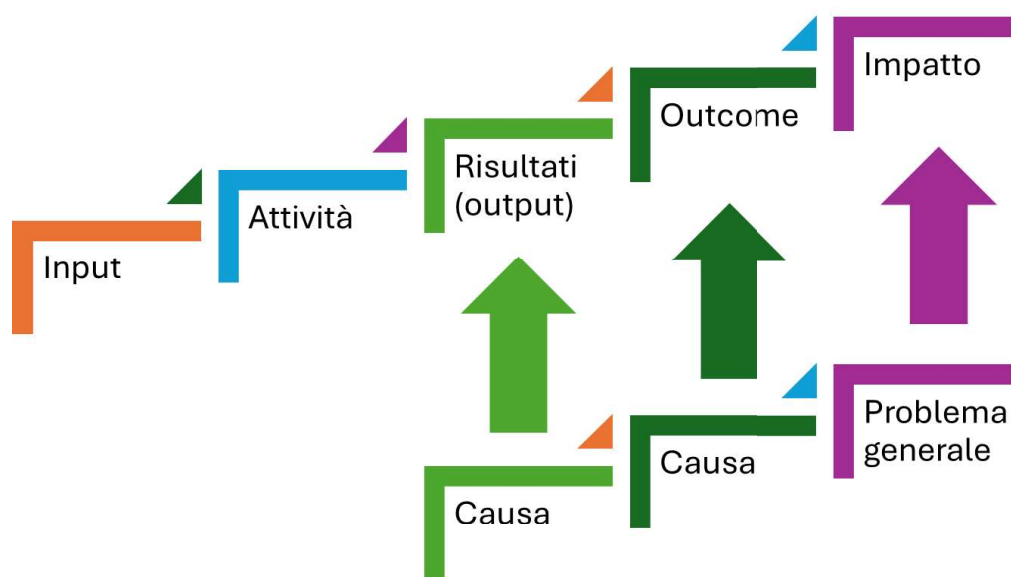 Input
Attività
Risultati
(output)
Outcome
Impatto
Causa
Causa
Problema
generale